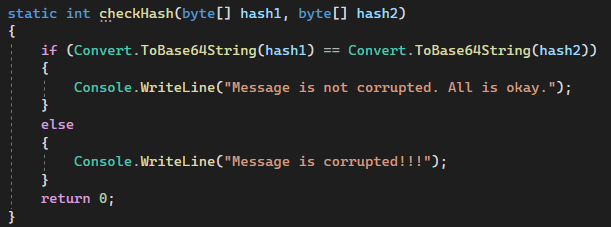 static int checkHash(byte[] hash1, byte[] hash2)
{
    if (Convert.ToBase64String(hash1) == Convert.ToBase64String(hash2))
    {
        Console.WriteLine("Message is not corrupted. All is okay.");
    }
    else
    {
        Console.WriteLine("Message is corrupted!!!");
    }
    return 0;
}